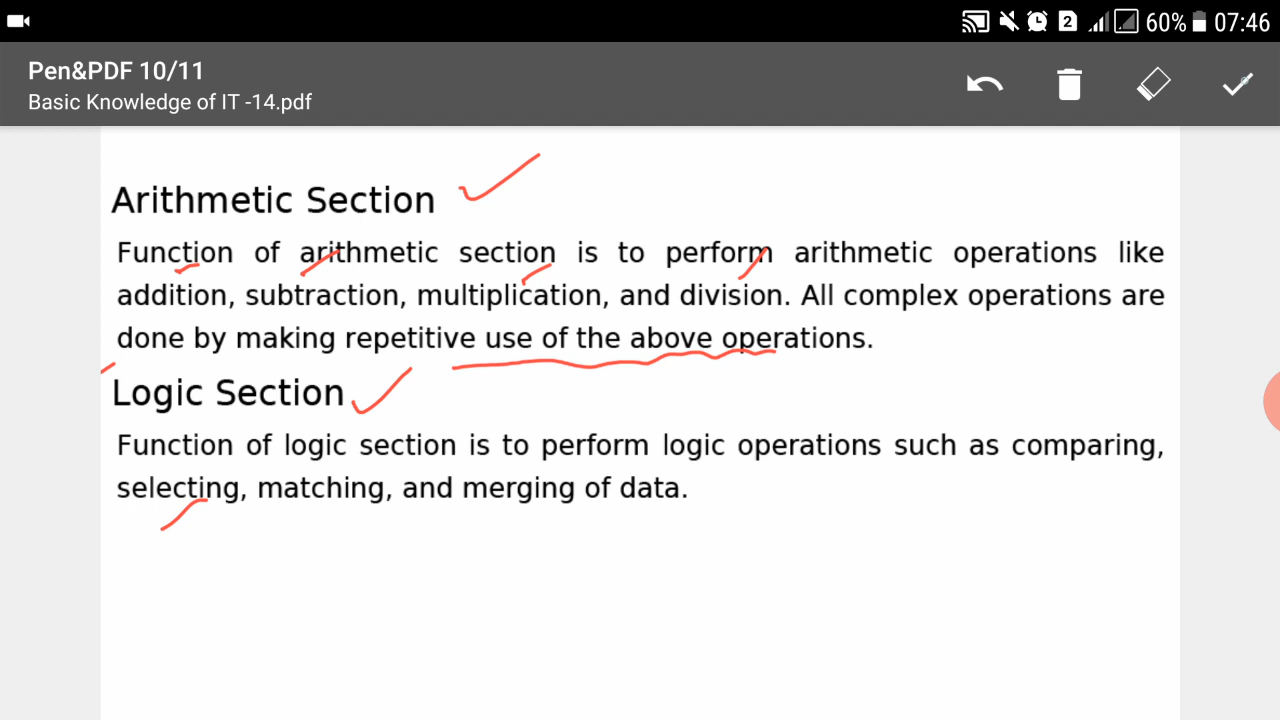 60% 07:46
Pen&PDF 10/11
Basic Knowledge of IT -14.pdf
Arithmetic Section
Function of arithmetic section is to perform arithmetic operations like
addition, subtraction, multiplication, and division. All complex operations are
done by making repetitive use of the above operations.
Logic Section
Function of logic section is to perform logic operations such as comparing,
selecting, matching, and merging of data.